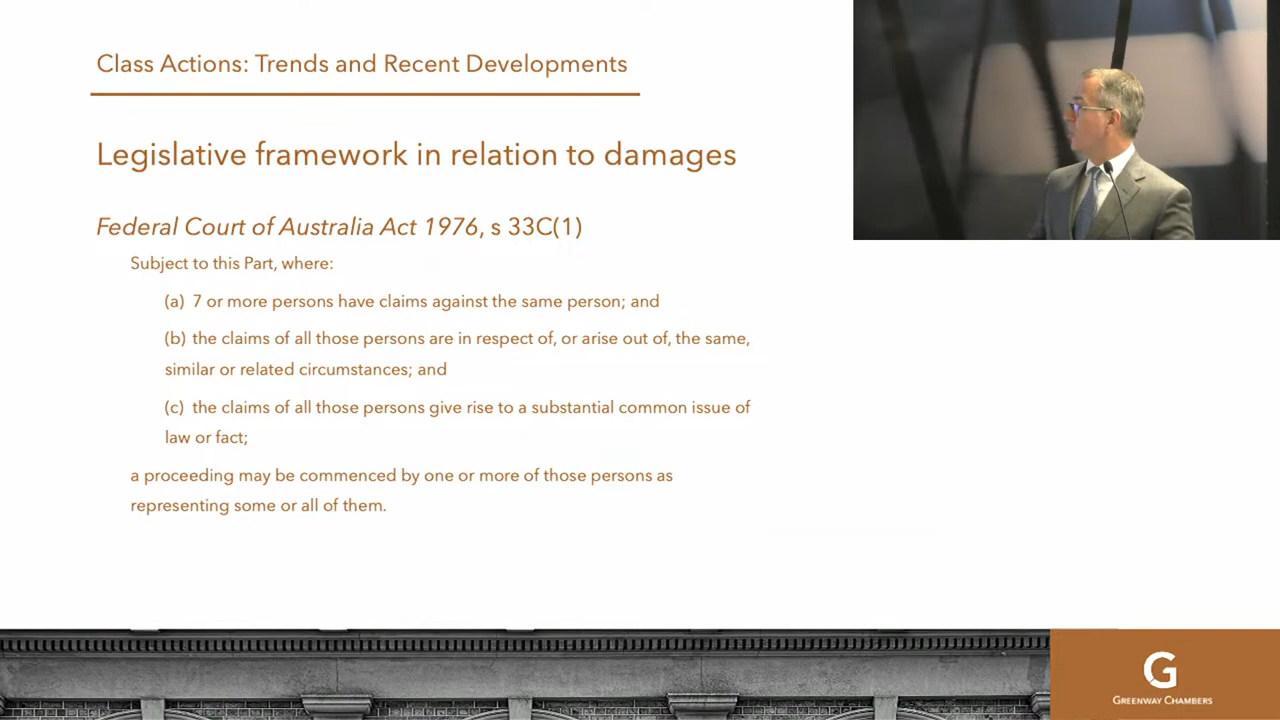 Class Actions: Trends and Recent Developments
Legislative framework in relation to damages
Federal Court of Australia Act 1976, s 33C(1)
Subject to this Part, where:
(a) 7 or more persons have claims against the same person; and
(b) the claims of all those persons are in respect of, or arise out of, the same,
similar or related circumstances; and
(c) the claims of all those persons give rise to a substantial common issue of
law or fact;
a proceeding may be commenced by one or more of those persons as
representing some or all of them.
G
Greenway Chambers